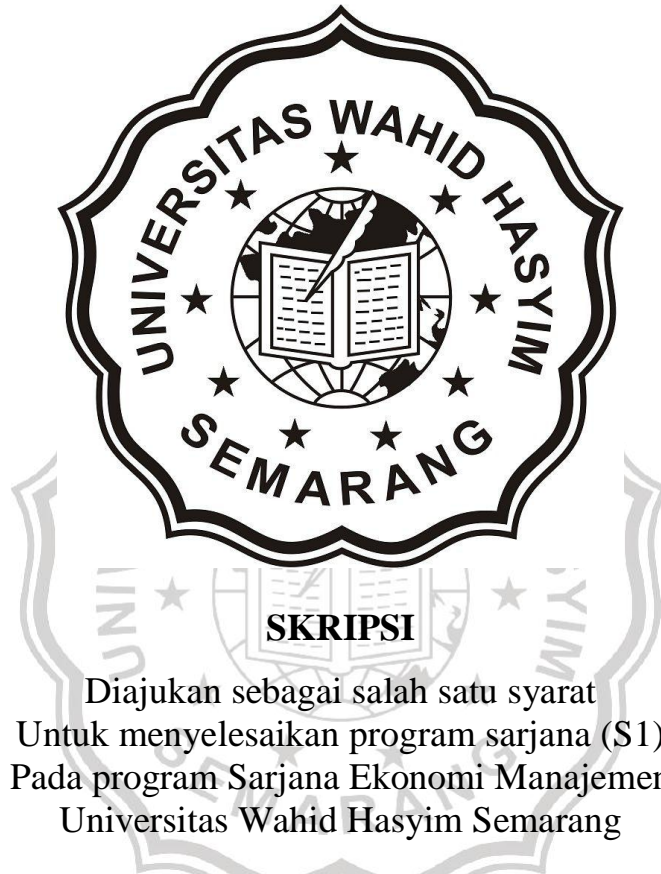 UNIVERSITAS WAHID HASYIM
SEMARANG
SKRIPSI
Diajukan sebagai salah satu syarat
Untuk menyelesaikan program sarjana (S1)
Pada program Sarjana Ekonomi Manajemen
Universitas Wahid Hasyim Semarang